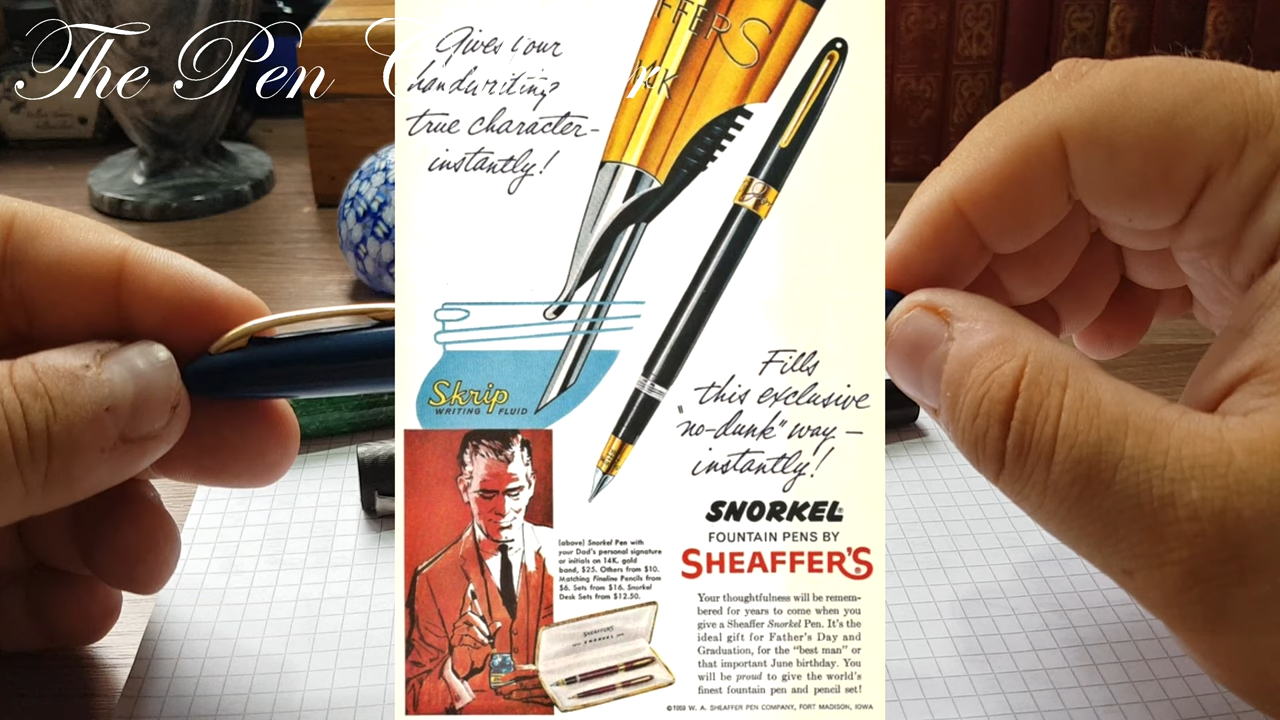 The Pen
Gives Your
handwriting
true character-
instantly!
Skrip
WRITING FLUID
Fills
this exclusive
"no-dunk" way —
instantly!
SNORKEL
FOUNTAIN PENS BY
SHEAFFER'S
(above) Snorkel Pen with
your Dad's personal signature
or initials on 14K. gold
band, $25. Others from $10.
Matching Fineline Pencils from
$6. Sets from $16. Snorkel
Desk Sets from $12.50.
SHEAFFER'S
SNORKEL
Your thoughtfulness will be remem-
bered for years to come when you
give a Sheaffer Snorkel Pen. It's the
ideal gift for Father's Day and
Graduation, for the "best man" or
that important June birthday. You
will be proud to give the world's
finest fountain pen and pencil set!
W. A. SHEAFFER PEN COMPANY, FORT MADISON, IOWA